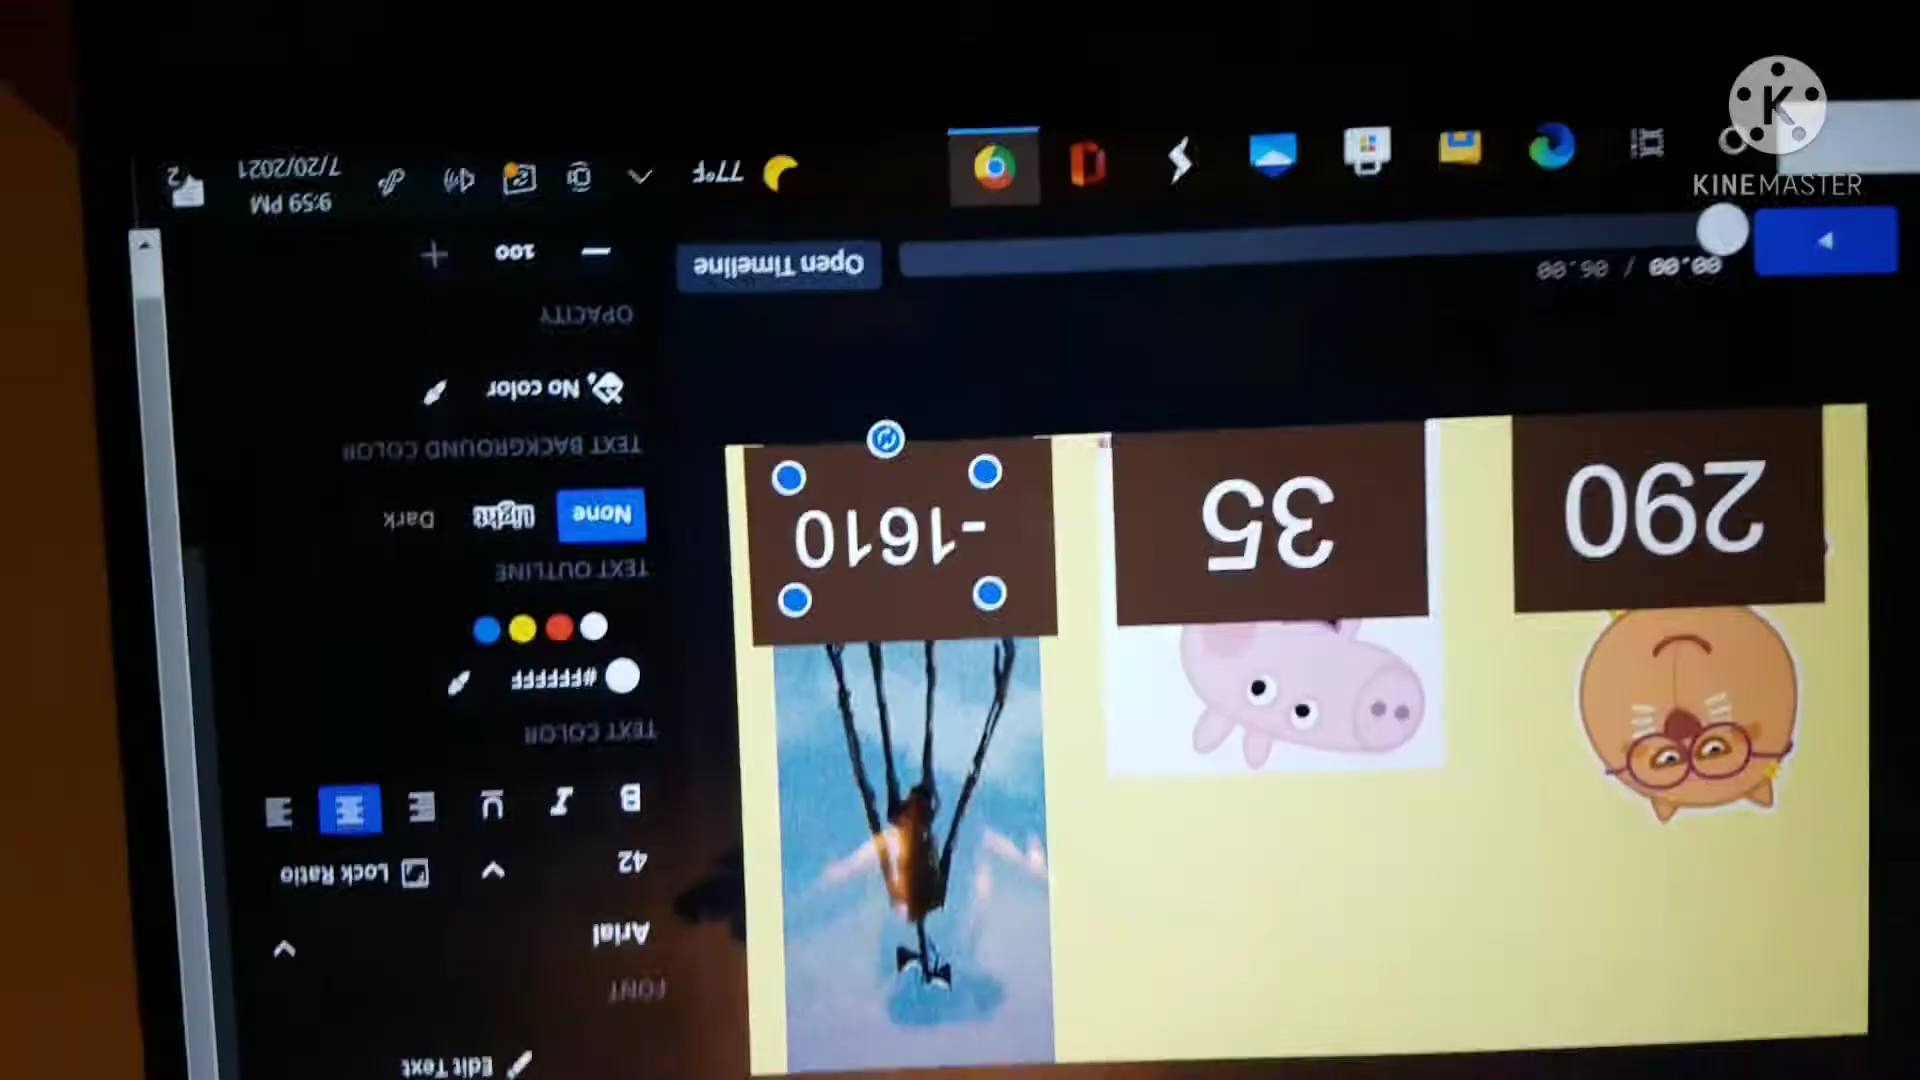 KINEMASTER
Edit Text
FONT
Arial
42
Lock Ratio
B I U
TEXT COLOR
#FFFFFF
TEXT OUTLINE
None Light Dark
TEXT BACKGROUND COLOR
No color
OPACITY
100
290
35
-1610
00:00 / 06:00
Open Timeline
77°F
9:59 PM
7/20/2021
2